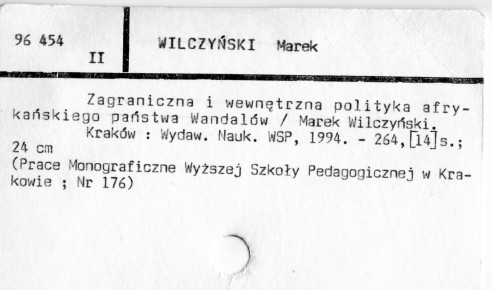 96 454
II
WILCZYŃSKI Marek
Zagraniczna i wewnętrzna polityka afry-
kańskiego państwa Wandalów / Marek Wilczyński.
Kraków : Wydaw. Nauk. WSP, 1994. - 264,[14]s.;
24 cm
(Prace Monograficzne Wyższej Szkoły Pedagogicznej w Kra-
kowie ; Nr 176)